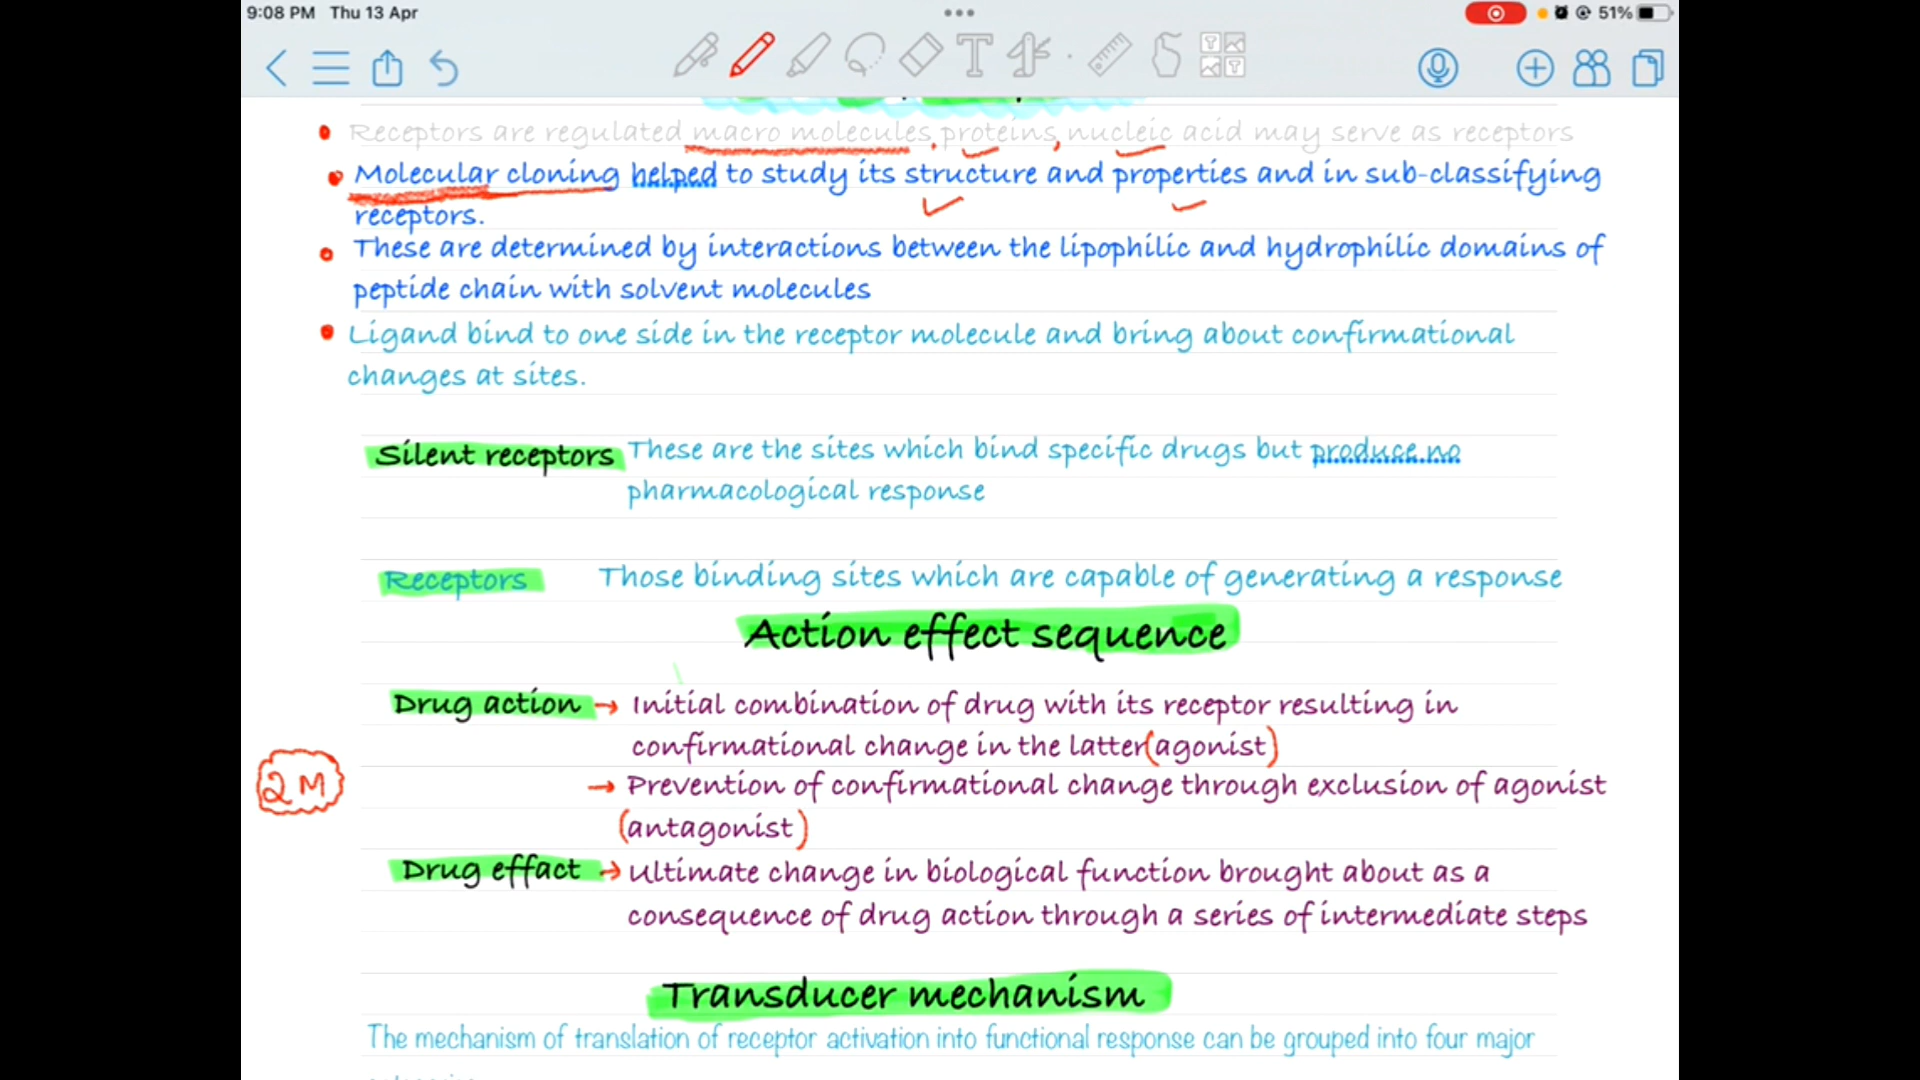 9:08 PM Thu 13 Apr
51%
Receptors are regulated macro molecules, proteins, nucleic acid may serve as receptors
Molecular cloning helped to study its structure and properties and in sub-classifying
receptors.
These are determined by interactions between the lipophilic and hydrophilic domains of
peptide chain with solvent molecules
Ligand bind to one side in the receptor molecule and bring about confirmational
changes at sites.
Silent receptors These are the sites which bind specific drugs but produce no
pharmacological response
Receptors Those binding sites which are capable of generating a response
Action effect sequence
Drug action → Initial combination of drug with its receptor resulting in
confirmational change in the latter(agonist)
2 M
→ Prevention of confirmational change through exclusion of agonist
(antagonist)
Drug effact → Ultimate change in biological function brought about as a
consequence of drug action through a series of intermediate steps
Transducer mechanism
The mechanism of translation of receptor activation into functional response can be grouped into four major